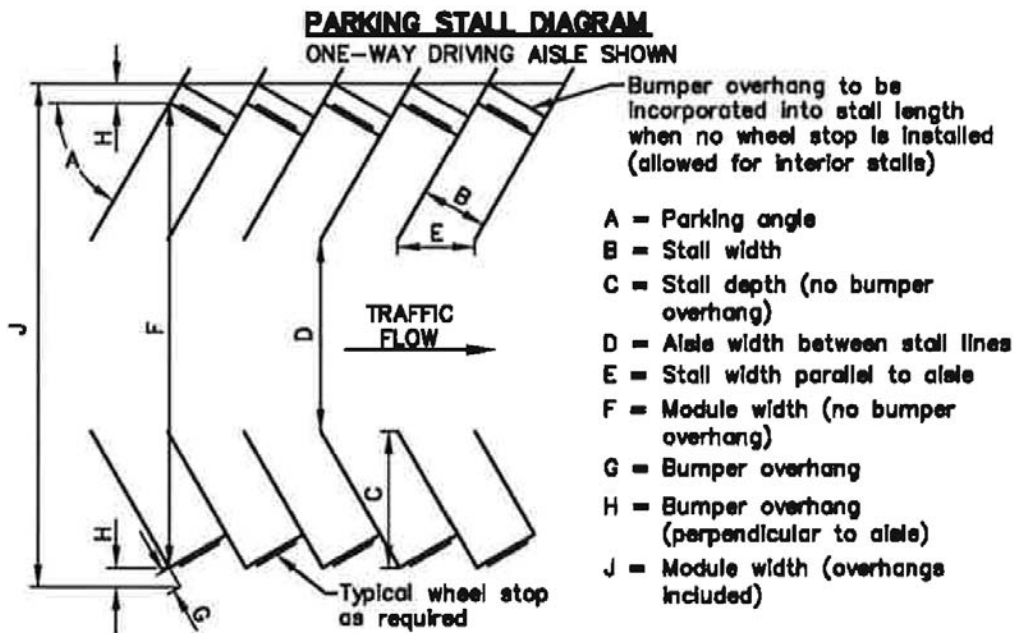 PARKING STALL DIAGRAM
ONE-WAY DRIVING AISLE SHOWN
Bumper overhang to be
incorporated into stall length
when no wheel stop is installed
(allowed for interior stalls)
H
A
B
E
J
F
D
TRAFFIC
FLOW
C
H
G
Typical wheel stop
as required
A = Parking angle
B = Stall width
C = Stall depth (no bumper
overhang)
D = Aisle width between stall lines
E = Stall width parallel to aisle
F = Module width (no bumper
overhang)
G = Bumper overhang
H = Bumper overhang
(perpendicular to aisle)
J = Module width (overhangs
included)